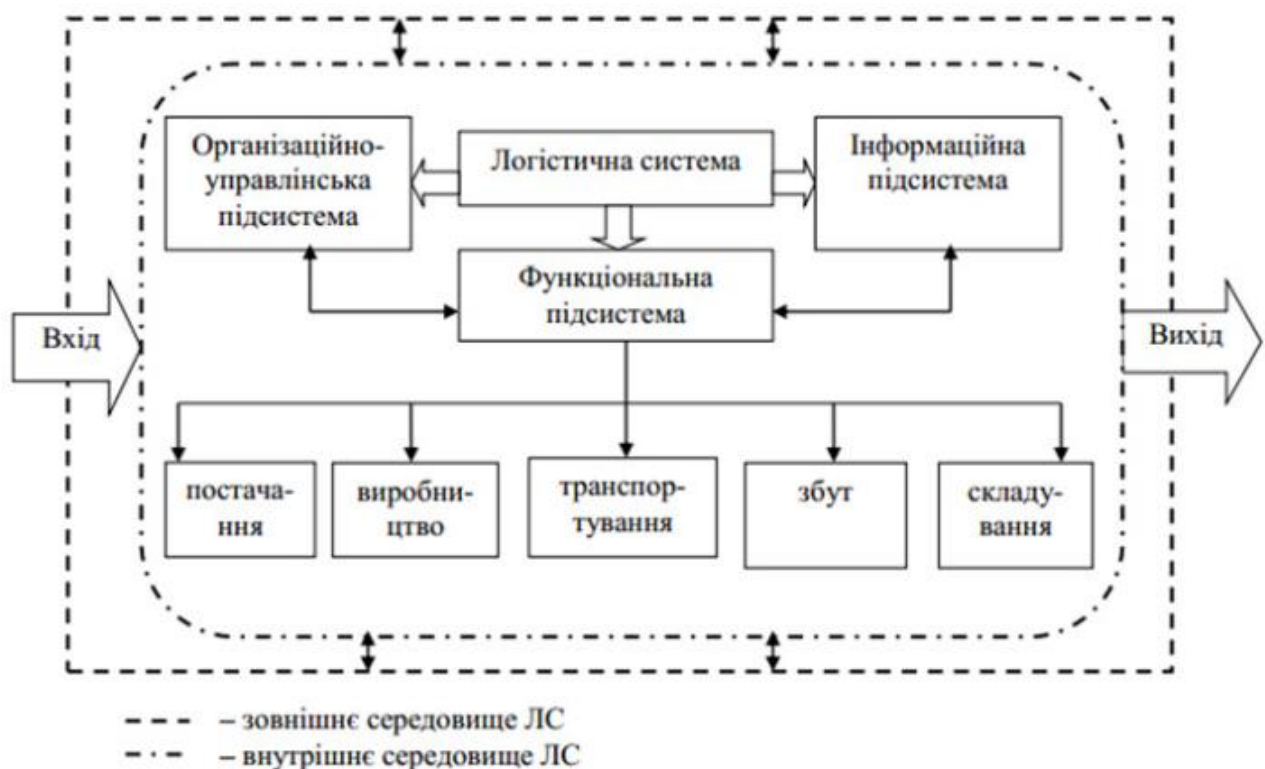 Організаційно-
управлінська
підсистема
Логістична система
Інформаційна
підсистема
Функціональна
підсистема
Вхід
Вихід
постача-
ння
виробни-
цтво
транспор-
тування
збут
складу-
вання
– зовнішнє середовище ЛС
– внутрішнє середовище ЛС